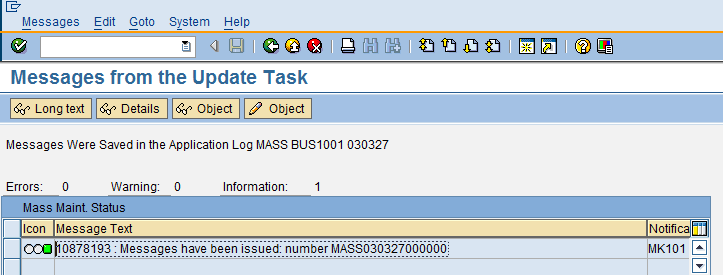 Messages Edit Goto System Help
Messages from the Update Task
Long text Details Object Object
Messages Were Saved in the Application Log MASS BUS1001 030327
Errors: 0 Warning: 0 Information: 1
Mass Maint. Status
Icon Message Text Notifica
10878193 : Messages have been issued: number MASS030327000000 MK101